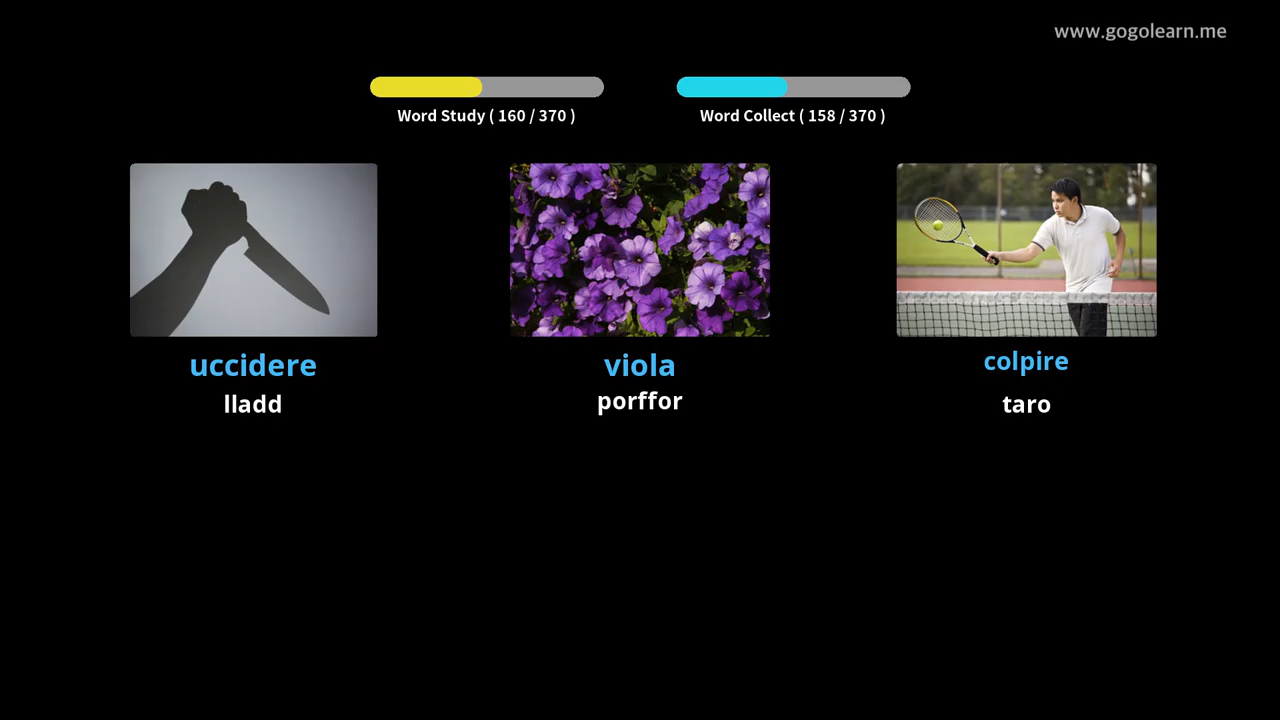 www.gogolearn.me
Word Study ( 160 / 370 )
Word Collect ( 158 / 370 )
uccidere
lladd
viola
porffor
colpire
taro